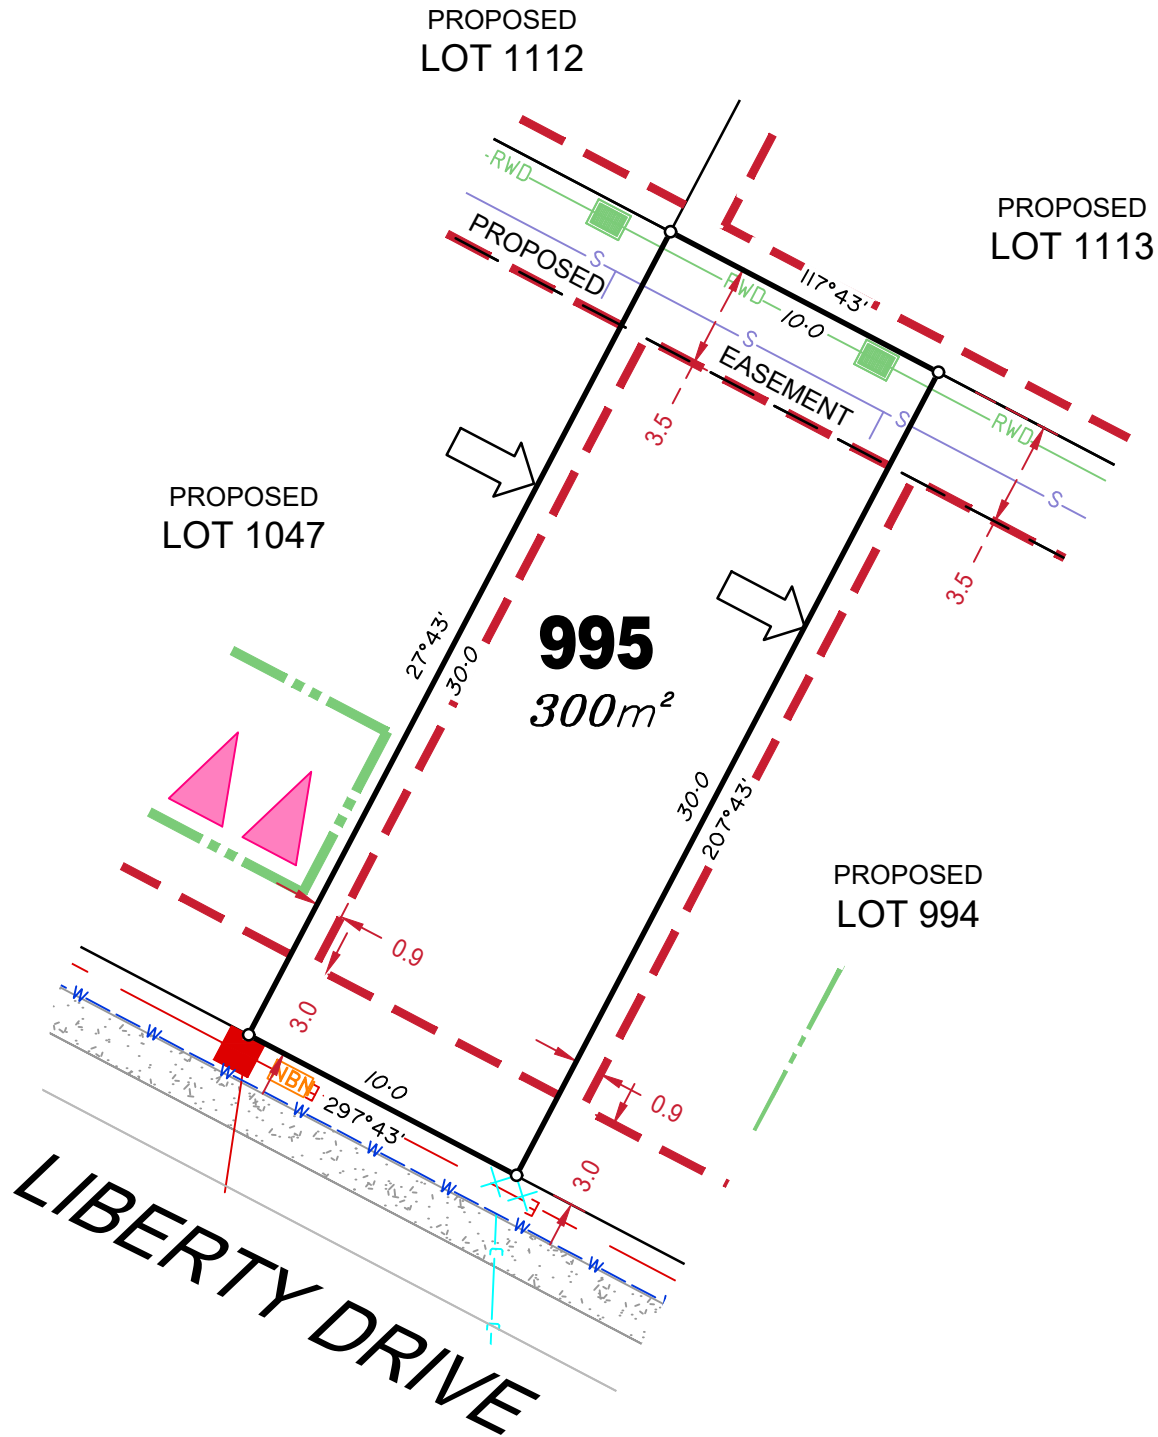 PROPOSED
LOT 1112
PROPOSED
LOT 1113
RWD
PROPOSED
S
RWD
117°43'
10·0
S
EASEMENT
S
RWD
S
3.5
3.5
PROPOSED
LOT 1047
27°43'
30·0
995
300m²
30·0
207°43'
PROPOSED
LOT 994
0.9
3.0
0.9
3.0
10·0
297°43'
NBN
E
E
W
W
W
W
W
W
W
W
LIBERTY DRIVE